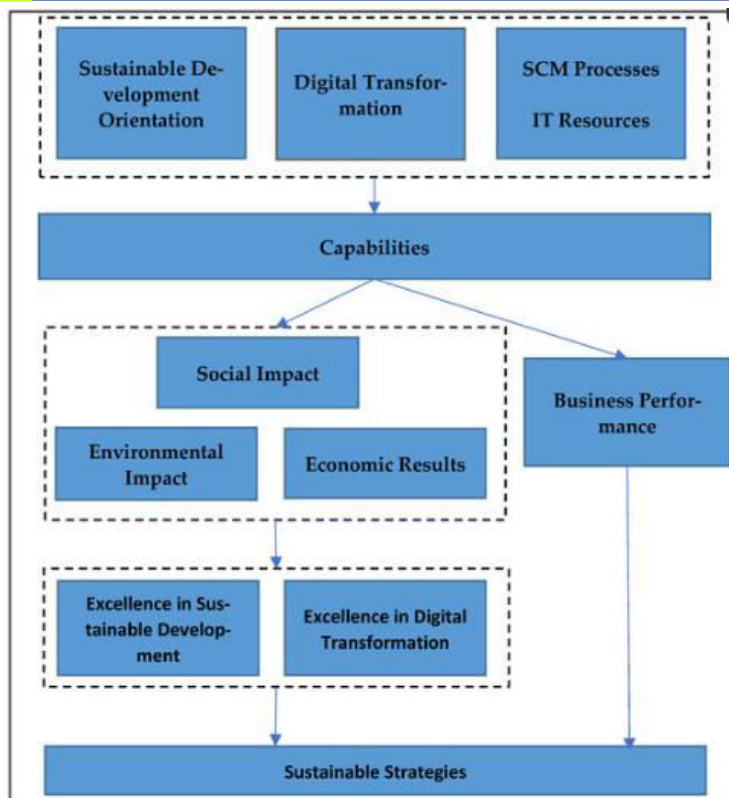 Sustainable De-
velopment
Orientation
Digital Transfor-
mation
SCM Processes
IT Resources
Capabilities
Social Impact
Environmental
Impact
Economic Results
Business Perfor-
mance
Excellence in Sus-
tainable Develop-
ment
Excellence in Digital
Transformation
Sustainable Strategies